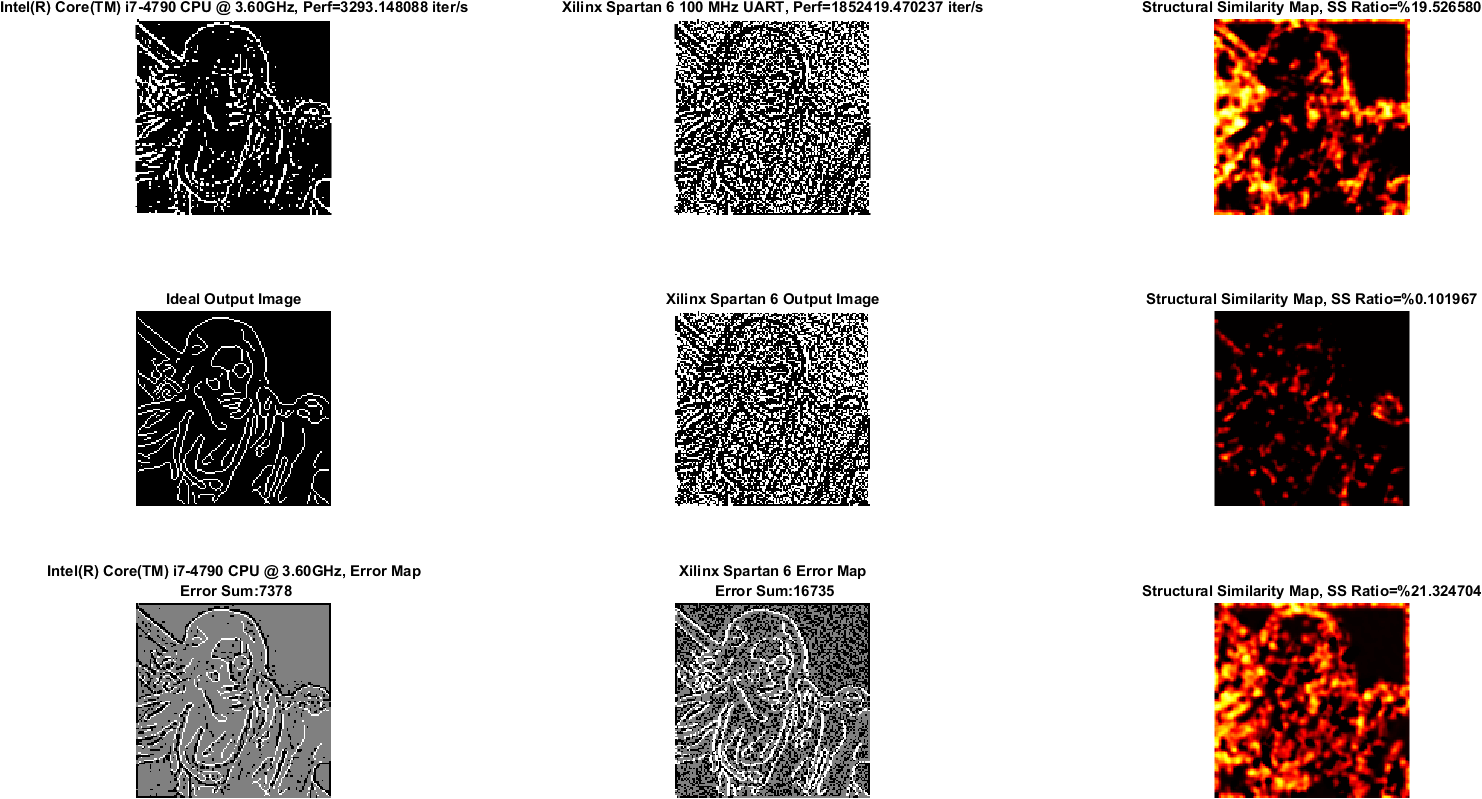 Intel(R) Core(TM) i7-4790 CPU @ 3.60GHz, Perf=3293.148088 iter/s
Xilinx Spartan 6 100 MHz UART, Perf=1852419.470237 iter/s
Structural Similarity Map, SS Ratio=%19.526580
Ideal Output Image
Xilinx Spartan 6 Output Image
Structural Similarity Map, SS Ratio=%0.101967
Intel(R) Core(TM) i7-4790 CPU @ 3.60GHz, Error Map
Error Sum:7378
Xilinx Spartan 6 Error Map
Error Sum:16735
Structural Similarity Map, SS Ratio=%21.324704